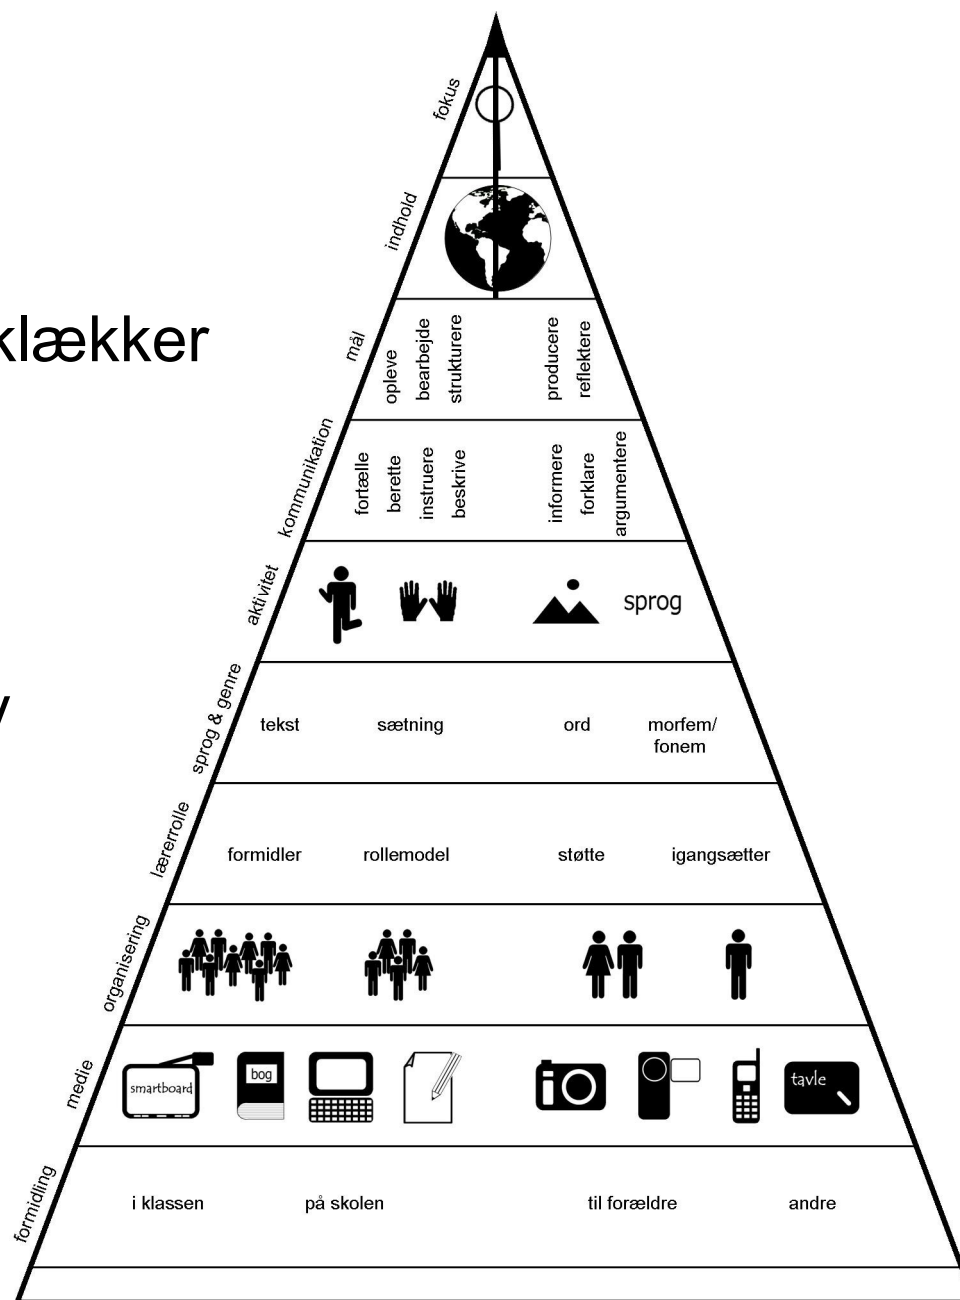 fokus
indhold
klækker
mål
opleve
bearbejde
strukturere
producere
reflektere
kommunikation
fortælle
berette
instruere
beskrive
informere
forklare
argumentere
aktivitet
sprog
sprog & genre
tekst sætning ord morfem/
fonem
lærerrolle
formidler rollemodel støtte igangsætter
organisering
medie
smartboard bog tavle
formidling
i klassen på skolen til forældre andre